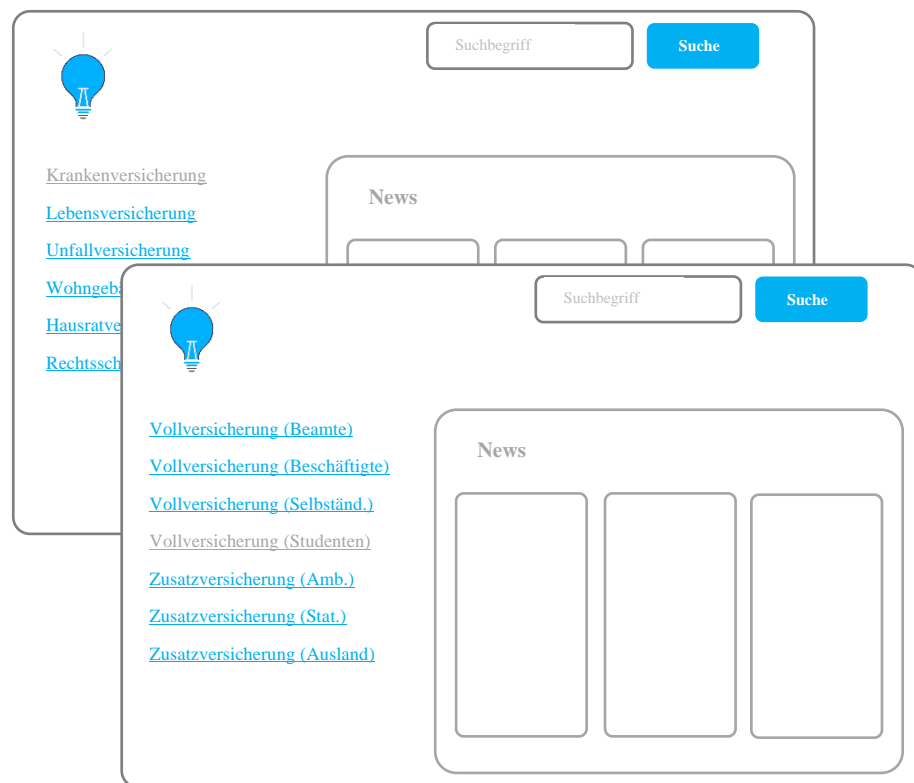 Suchbegriff
Suche
Krankenversicherung
Lebensversicherung
Unfallversicherung
News
Suchbegriff
Suche
Vollversicherung (Beamte)
Vollversicherung (Beschäftigte)
Vollversicherung (Selbständ.)
Vollversicherung (Studenten)
Zusatzversicherung (Amb.)
Zusatzversicherung (Stat.)
Zusatzversicherung (Ausland)
News